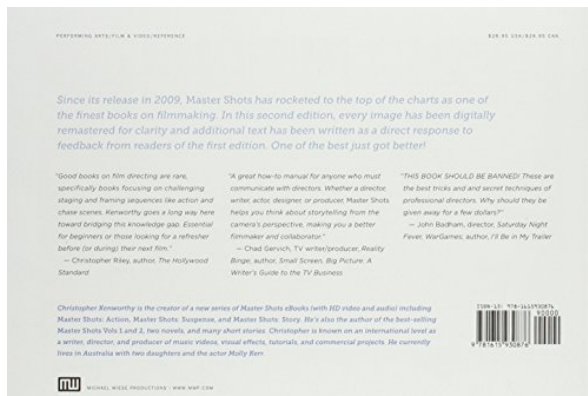 PERFORMING ARTS/FILM & VIDEO/REFERENCE
$28.95 USA/$29.95 CAN
Since its release in 2009, Master Shots has rocketed to the top of the charts as one of
the finest books on filmmaking. In this second edition, every image has been digitally
remastered for clarity and additional text has been written as a direct response to
feedback from readers of the first edition. One of the best just got better!
"Good books on film directing are rare,
specifically books focusing on challenging
staging and framing sequences like action and
chase scenes. Kenworthy goes a long way here
toward bridging this knowledge gap. Essential
for beginners or those looking for a refresher
before (or during) their next film."
— Christopher Riley, author, The Hollywood
Standard
"A great how-to manual for anyone who must
communicate with directors. Whether a director,
writer, actor, designer, or producer, Master Shots
helps you think about storytelling from the
camera's perspective, making you a better
filmmaker and collaborator."
— Chad Gervich, TV writer/producer, Reality
Binge; author, Small Screen, Big Picture: A
Writer's Guide to the TV Business
"THIS BOOK SHOULD BE BANNED! These are
the best tricks and and secret techniques of
professional directors. Why should they be
given away for a few dollars?"
— John Badham, director, Saturday Night
Fever, WarGames; author, I'll Be in My Trailer
Christopher Kenworthy is the creator of a new series of Master Shots eBooks (with HD video and audio) including
Master Shots: Action, Master Shots: Suspense, and Master Shots: Story. He's also the author of the best-selling
Master Shots Vols 1 and 2, two novels, and many short stories. Christopher is known on an international level as
a writer, director, and producer of music videos, visual effects, tutorials, and commercial projects. He currently
lives in Australia with two daughters and the actor Molly Kerr.
ISBN-13: 978-1615930876
90000
9 781615 930876
mw MICHAEL WIESE PRODUCTIONS · WWW.MWP.COM